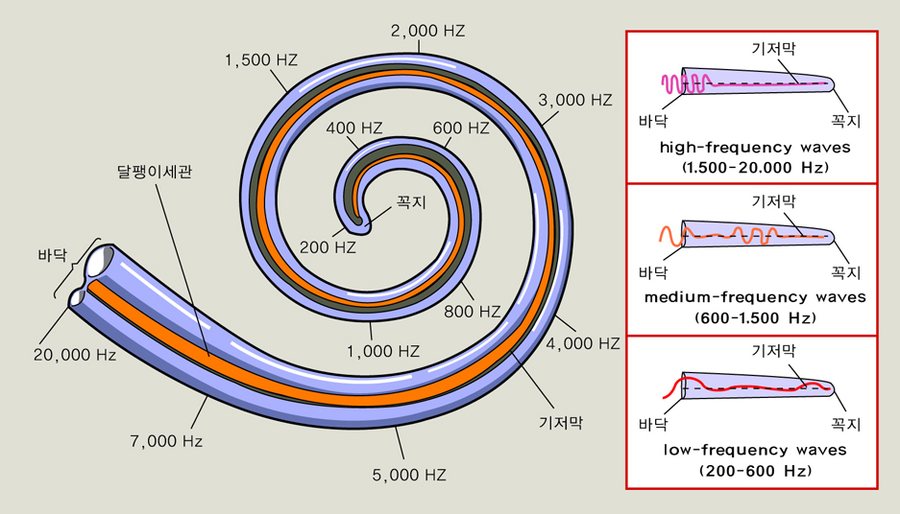 2,000 HZ
1,500 HZ
3,000 HZ
400 HZ
600 HZ
달팽이세관
꼭지
200 HZ
바닥
800 HZ
20,000 Hz
1,000 HZ
4,000 HZ
기저막
7,000 Hz
5,000 HZ
기저막
바닥
꼭지
high-frequency waves
(1.500-20.000 Hz)
기저막
바닥
꼭지
medium-frequency waves
(600-1.500 Hz)
기저막
바닥
꼭지
low-frequency waves
(200-600 Hz)